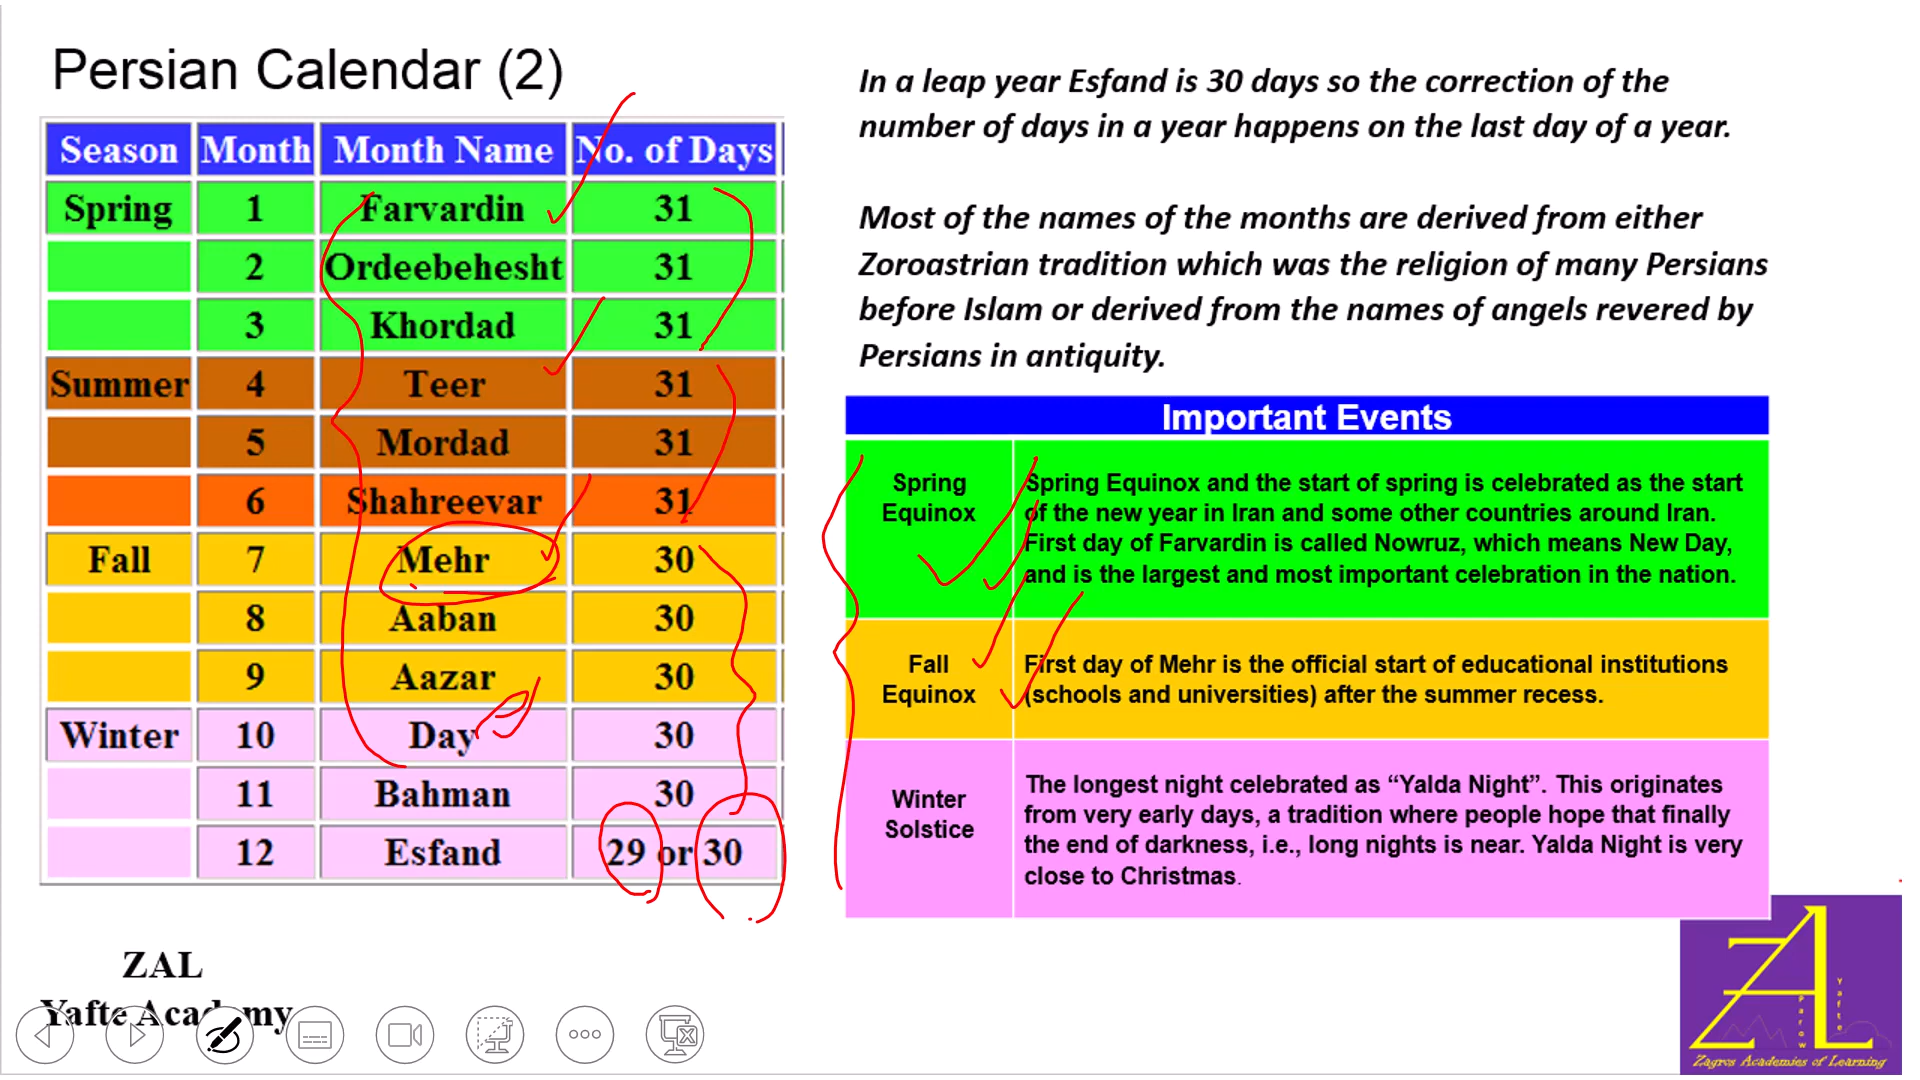 Persian Calendar (2)
Season Month Month Name No. of Days
Spring 1 Farvardin 31
2 Ordeebehesht 31
3 Khordad 31
Summer 4 Teer 31
5 Mordad 31
6 Shahreevar 31
Fall 7 Mehr 30
8 Aaban 30
9 Aazar 30
Winter 10 Day 30
11 Bahman 30
12 Esfand 29 or 30
In a leap year Esfand is 30 days so the correction of the
number of days in a year happens on the last day of a year.
Most of the names of the months are derived from either
Zoroastrian tradition which was the religion of many Persians
before Islam or derived from the names of angels revered by
Persians in antiquity.
Important Events
Spring
Equinox
Spring Equinox and the start of spring is celebrated as the start
of the new year in Iran and some other countries around Iran.
First day of Farvardin is called Nowruz, which means New Day,
and is the largest and most important celebration in the nation.
Fall
Equinox
First day of Mehr is the official start of educational institutions
(schools and universities) after the summer recess.
Winter
Solstice
The longest night celebrated as “Yalda Night”. This originates
from very early days, a tradition where people hope that finally
the end of darkness, i.e., long nights is near. Yalda Night is very
close to Christmas.
ZAL
Yafte Academy
ZAL
Parow
Yafte
Zagros Academies of Learning